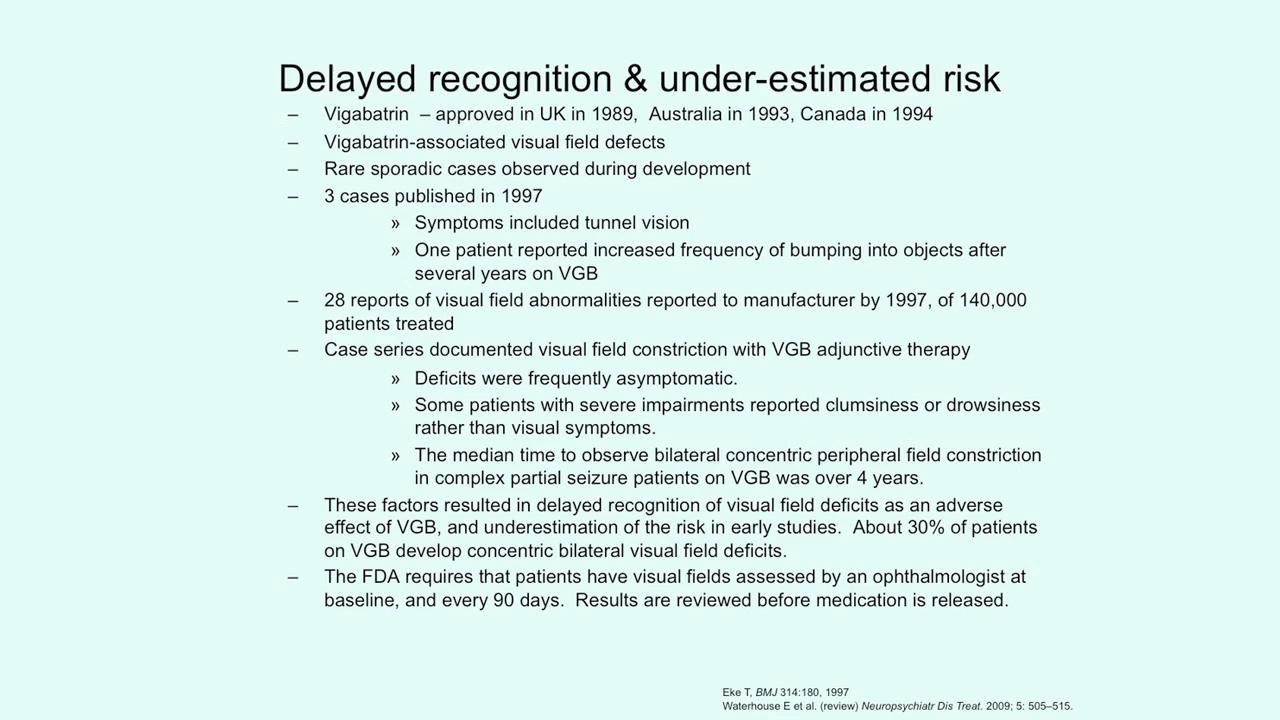 Delayed recognition & under-estimated risk
– Vigabatrin – approved in UK in 1989, Australia in 1993, Canada in 1994
– Vigabatrin-associated visual field defects
– Rare sporadic cases observed during development
– 3 cases published in 1997
» Symptoms included tunnel vision
» One patient reported increased frequency of bumping into objects after
several years on VGB
– 28 reports of visual field abnormalities reported to manufacturer by 1997, of 140,000
patients treated
– Case series documented visual field constriction with VGB adjunctive therapy
» Deficits were frequently asymptomatic.
» Some patients with severe impairments reported clumsiness or drowsiness
rather than visual symptoms.
» The median time to observe bilateral concentric peripheral field constriction
in complex partial seizure patients on VGB was over 4 years.
– These factors resulted in delayed recognition of visual field deficits as an adverse
effect of VGB, and underestimation of the risk in early studies. About 30% of patients
on VGB develop concentric bilateral visual field deficits.
– The FDA requires that patients have visual fields assessed by an ophthalmologist at
baseline, and every 90 days. Results are reviewed before medication is released.
Eke T, BMJ 314:180, 1997
Waterhouse E et al. (review) Neuropsychiatr Dis Treat. 2009; 5: 505–515.